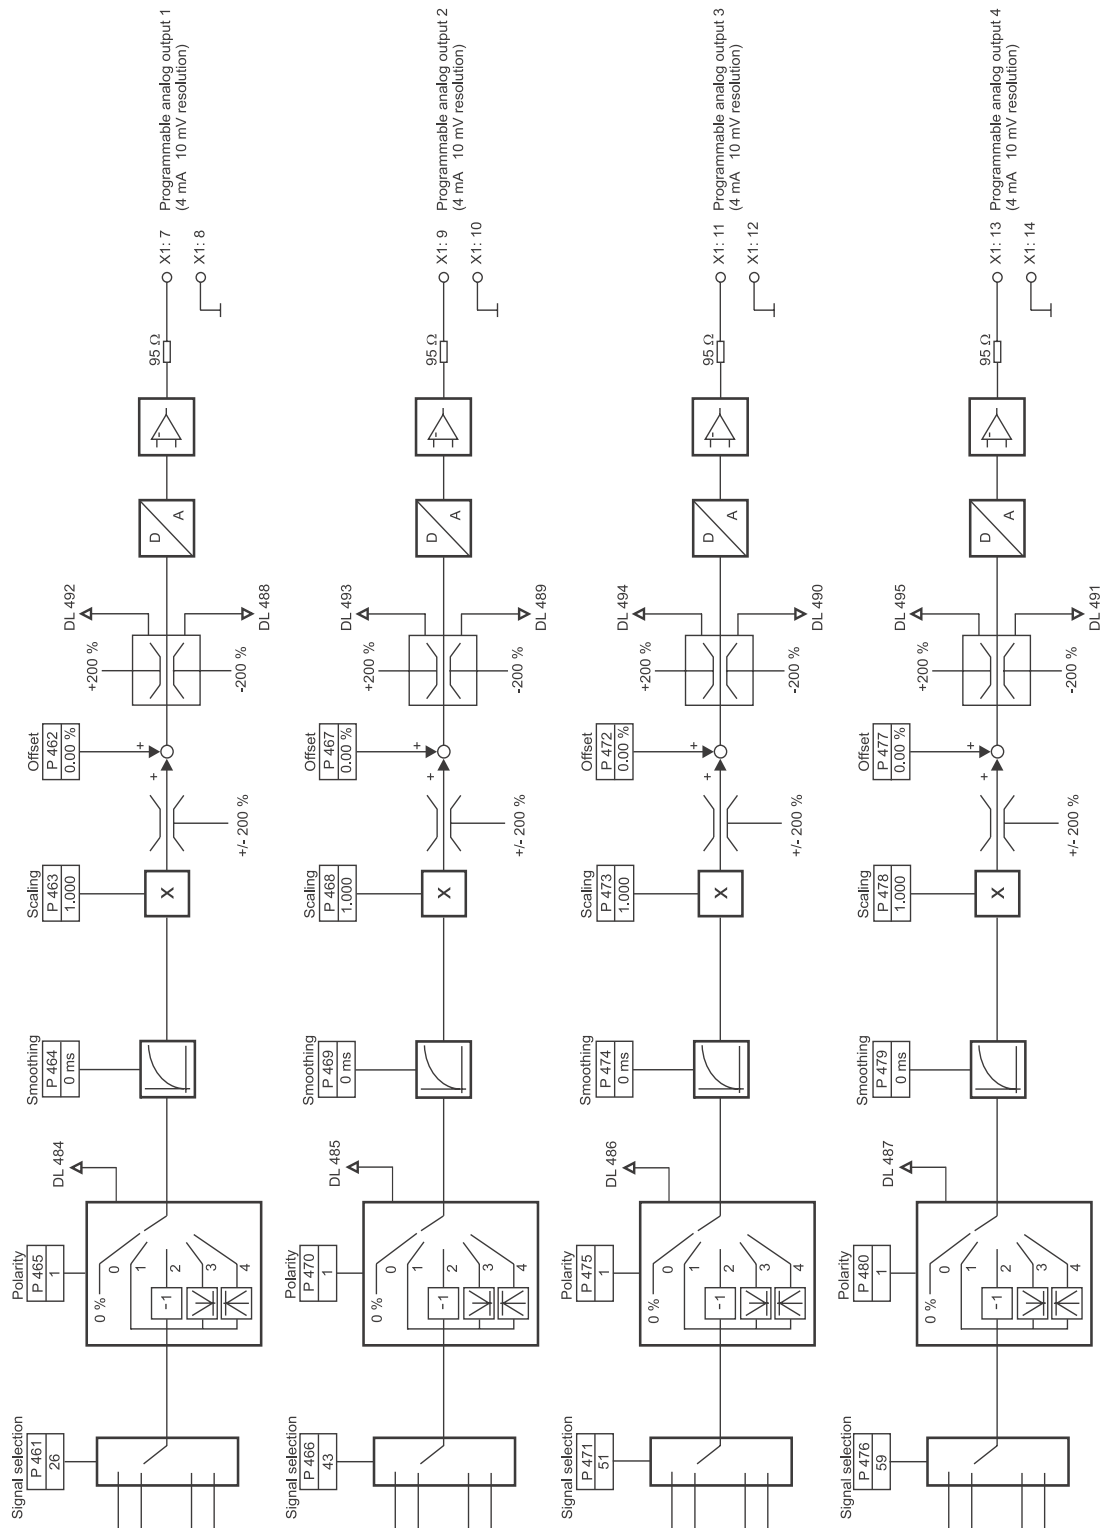 Signal selection
P 461
26
Polarity
P 465
1
0 %
0
1
2
3
4
-1
DL 484
Smoothing
P 464
0 ms
Scaling
P 463
1.000
X
+/- 200 %
Offset
P 462
0.00 %
+
+
+200 %
-200 %
DL 492
DL 488
D
A
-
95 Ω
X1: 7
X1: 8
Programmable analog output 1
(4 mA 10 mV resolution)
Signal selection
P 466
43
Polarity
P 470
1
0 %
0
1
2
3
4
-1
DL 485
Smoothing
P 469
0 ms
Scaling
P 468
1.000
X
+/- 200 %
Offset
P 467
0.00 %
+
+
+200 %
-200 %
DL 493
DL 489
D
A
-
95 Ω
X1: 9
X1: 10
Programmable analog output 2
(4 mA 10 mV resolution)
Signal selection
P 471
51
Polarity
P 475
1
0 %
0
1
2
3
4
-1
DL 486
Smoothing
P 474
0 ms
Scaling
P 473
1.000
X
+/- 200 %
Offset
P 472
0.00 %
+
+
+200 %
-200 %
DL 494
DL 490
D
A
-
95 Ω
X1: 11
X1: 12
Programmable analog output 3
(4 mA 10 mV resolution)
Signal selection
P 476
59
Polarity
P 480
1
0 %
0
1
2
3
4
-1
DL 487
Smoothing
P 479
0 ms
Scaling
P 478
1.000
X
+/- 200 %
Offset
P 477
0.00 %
+
+
+200 %
-200 %
DL 495
DL 491
D
A
-
95 Ω
X1: 13
X1: 14
Programmable analog output 4
(4 mA 10 mV resolution)